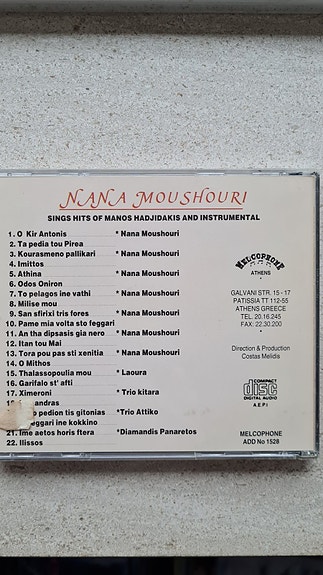 NANA MOUSHOURI
SINGS HITS OF MANOS HADJIDAKIS AND INSTRUMENTAL
1. O Kir Antonis * Nana Moushouri
2. Ta pedia tou Pirea
3. Kourasmeno pallikari * Nana Moushouri
4. Imittos
5. Athina * Nana Moushouri
6. Odos Oniron
7. To pelagos ine vathi * Nana Moushouri
8. Milise mou
9. San sfirixi tris fores * Nana Moushouri
10. Pame mia volta sto feggari
11. An tha dipsasis gia nero * Nana Moushouri
12. Itan tou Mai
13. Tora pou pas sti xenitia * Nana Moushouri
14. O Mithos
15. Thalassopoulia mou * Laoura
16. Garifalo st' afti
17. Ximeroni * Trio kitara
andras
pedion tis gitonias *Trio Attiko
eggari ine kokkino
21. Ime aetos horis ftera *Diamandis Panaretos
22. Ilissos
MELCOPHONE
ATHENS
GALVANI STR. 15 - 17
PATISSIA TT 112-55
ATHENS GREECE
TEL. 20.16.245
FAX: 22.30.200
Direction & Production
Costas Melidis
COMPACT
disc
DIGITAL AUDIO
A.E.P.I
MELCOPHONE
ADD No 1528